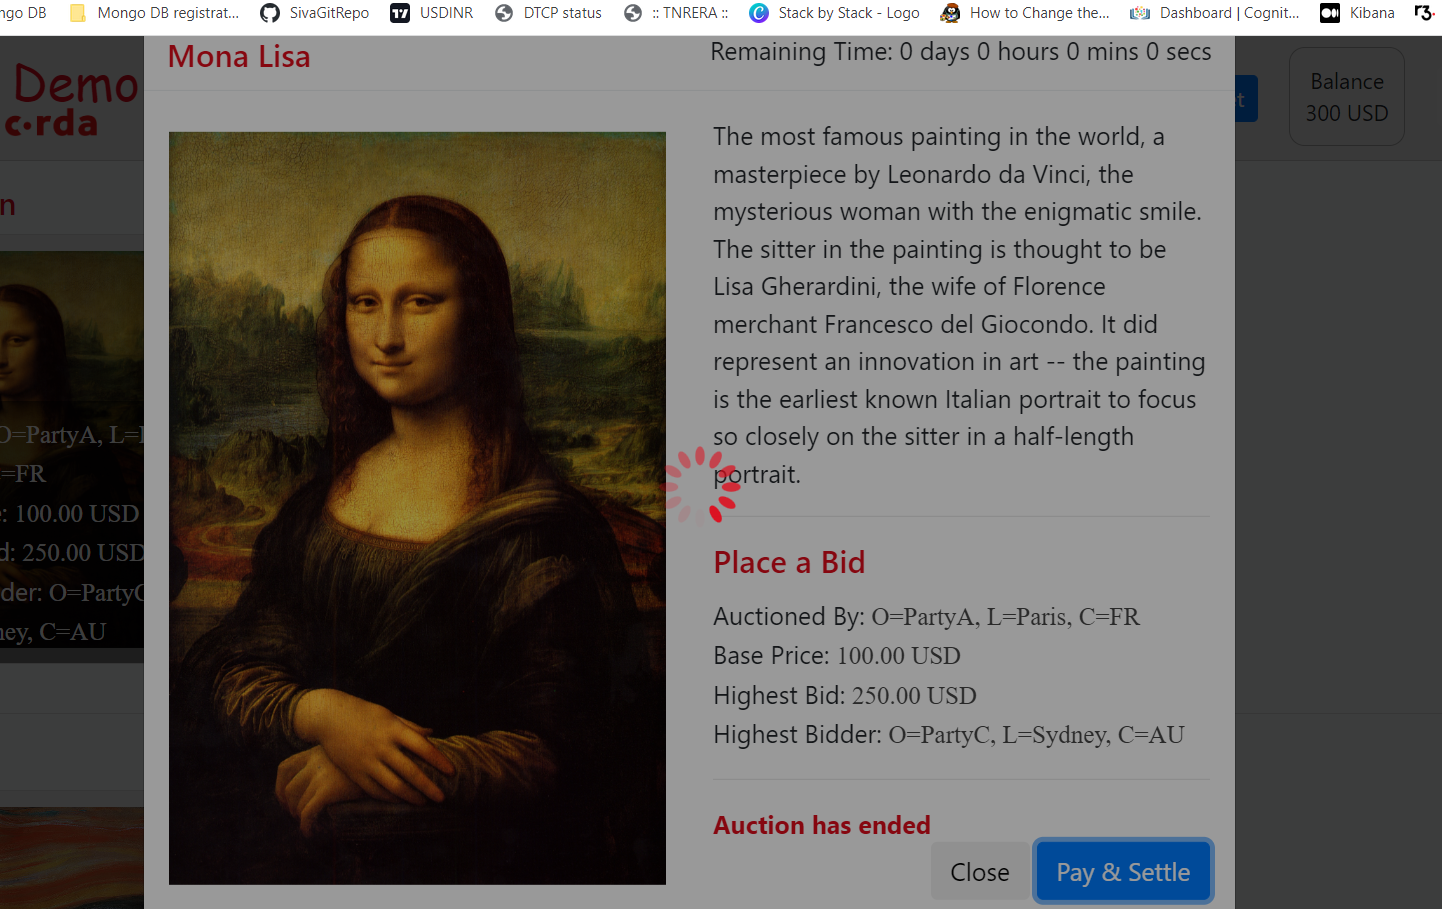 ngo DB Mongo DB registrat... SivaGitRepo USDINR DTCP status :: TNRERA :: Stack by Stack - Logo How to Change the... Dashboard | Cognit... Kibana r3.
Mona Lisa
Remaining Time: 0 days 0 hours 0 mins 0 secs
Demo
c•rda
t
Balance
300 USD
n
O=PartyA, L=
=FR
: 100.00 USD
d: 250.00 USD
der: O=PartyC
ney, C=AU
The most famous painting in the world, a
masterpiece by Leonardo da Vinci, the
mysterious woman with the enigmatic smile.
The sitter in the painting is thought to be
Lisa Gherardini, the wife of Florence
merchant Francesco del Giocondo. It did
represent an innovation in art -- the painting
is the earliest known Italian portrait to focus
so closely on the sitter in a half-length
portrait.
Place a Bid
Auctioned By: O=PartyA, L=Paris, C=FR
Base Price: 100.00 USD
Highest Bid: 250.00 USD
Highest Bidder: O=PartyC, L=Sydney, C=AU
Auction has ended
Close
Pay & Settle